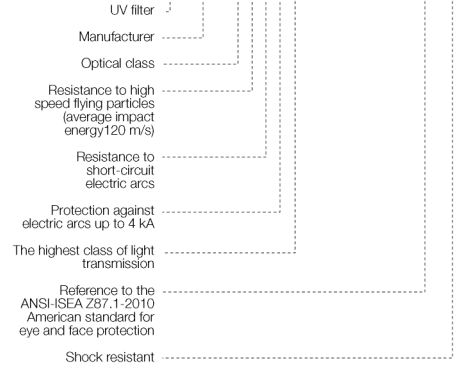 UV filter
Manufacturer
Optical class
Resistance to high
speed flying particles
(average impact
energy120 m/s)
Resistance to
short-circuit
electric arcs
Protection against
electric arcs up to 4 kA
The highest class of light
transmission
Reference to the
ANSI-ISEA Z87.1-2010
American standard for
eye and face protection
Shock resistant